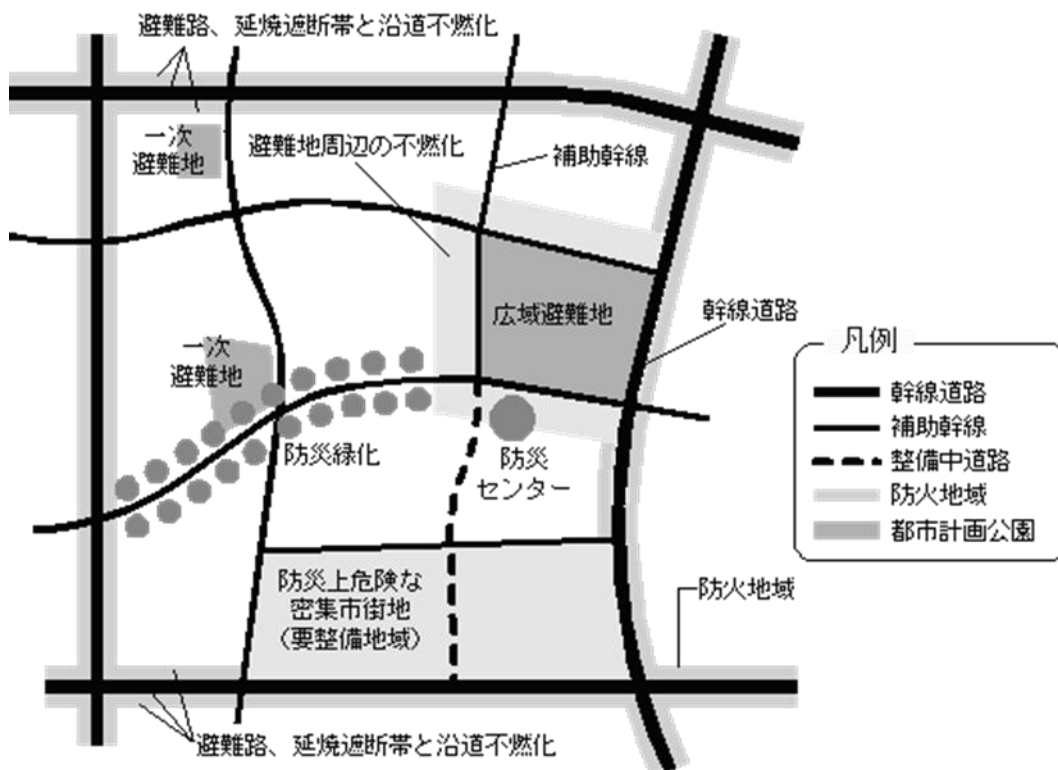 避難路、延焼遮断帯と沿道不燃化
一次
避難地
避難地周辺の不燃化
補助幹線
広域避難地
幹線道路
一次
避難地
防災緑化
防災
センター
防災上危険な
密集市街地
(要整備地域)
防火地域
避難路、延焼遮断帯と沿道不燃化
凡例
幹線道路
補助幹線
整備中道路
防火地域
都市計画公園